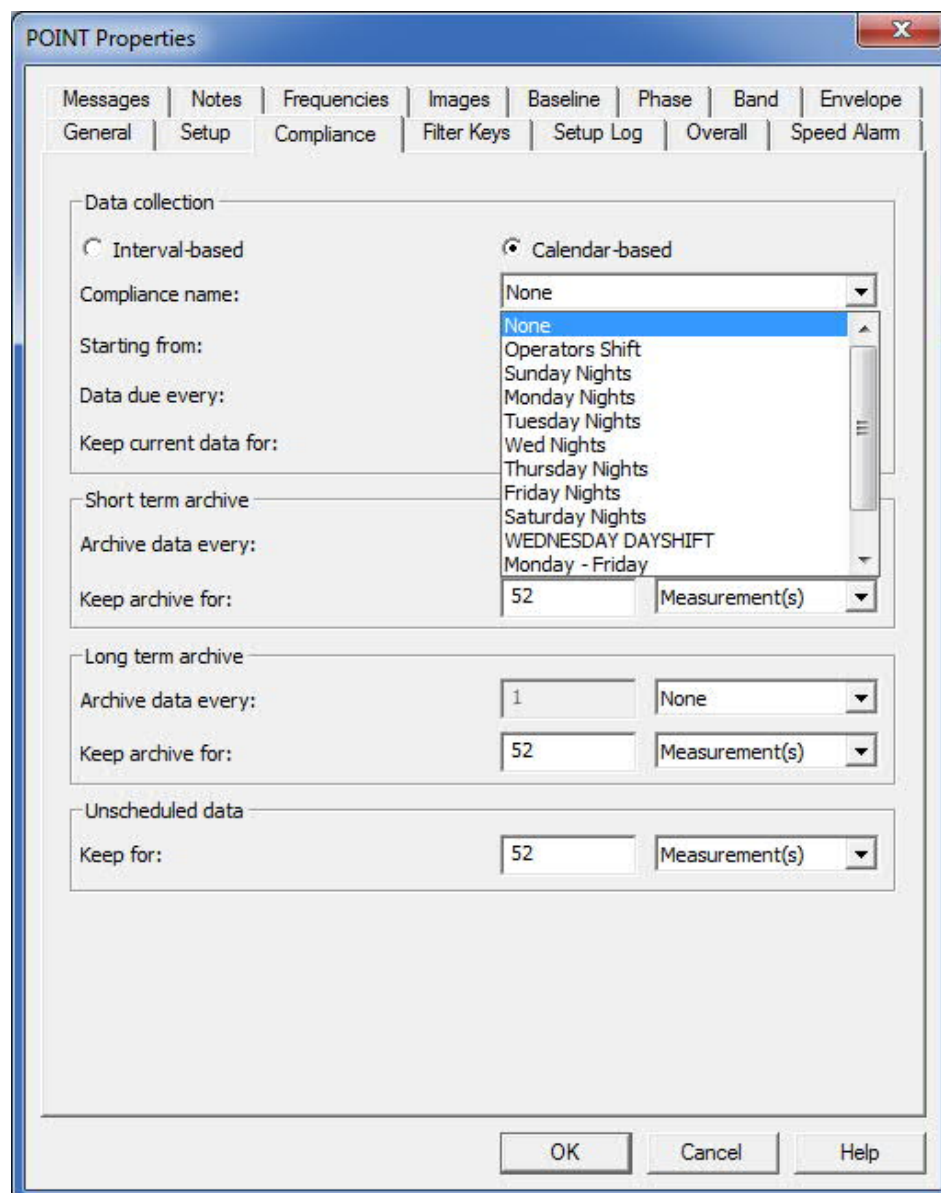 POINT Properties
Messages Notes Frequencies Images Baseline Phase Band Envelope
General Setup Compliance Filter Keys Setup Log Overall Speed Alarm
Data collection
Interval-based Calendar-based
Compliance name: None
None
Starting from:
Operators Shift
Sunday Nights
Data due every:
Monday Nights
Tuesday Nights
Keep current data for:
Wed Nights
Thursday Nights
Short term archive
Friday Nights
Saturday Nights
Archive data every:
WEDNESDAY DAYSHIFT
Monday - Friday
Keep archive for: 52 Measurement(s)
Long term archive
Archive data every: 1 None
Keep archive for: 52 Measurement(s)
Unscheduled data
Keep for: 52 Measurement(s)
OK Cancel Help